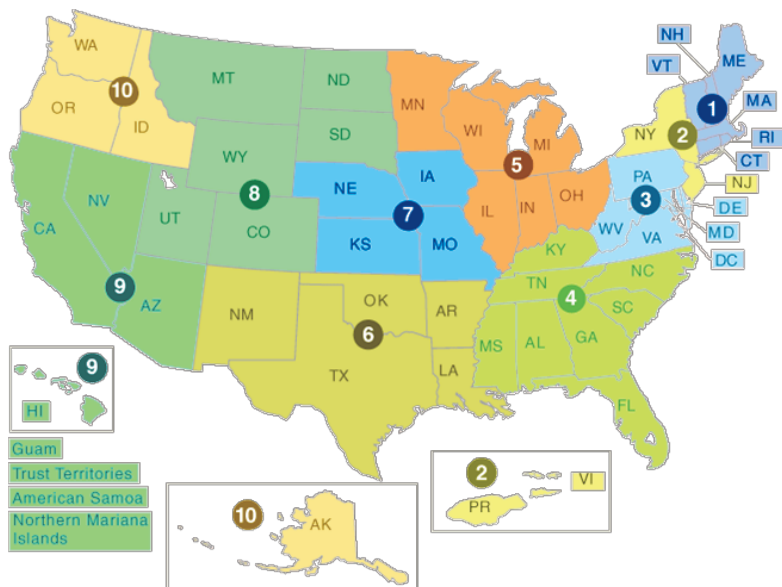 NH
WA
VT
ME
MT
ND
MN
10
1
MA
OR
ID
SD
WI
MI
NY
2
RI
WY
5
CT
IA
PA
NJ
NE
8
3
DE
NV
UT
7
IL
IN
OH
WV
CA
CO
KS
MO
VA
MD
KY
DC
9
AZ
NM
OK
AR
TN
NC
4
SC
6
TX
MS
AL
GA
LA
9
HI
FL
Guam
Trust Territories
American Samoa
Northern Mariana
Islands
10
AK
2
VI
PR